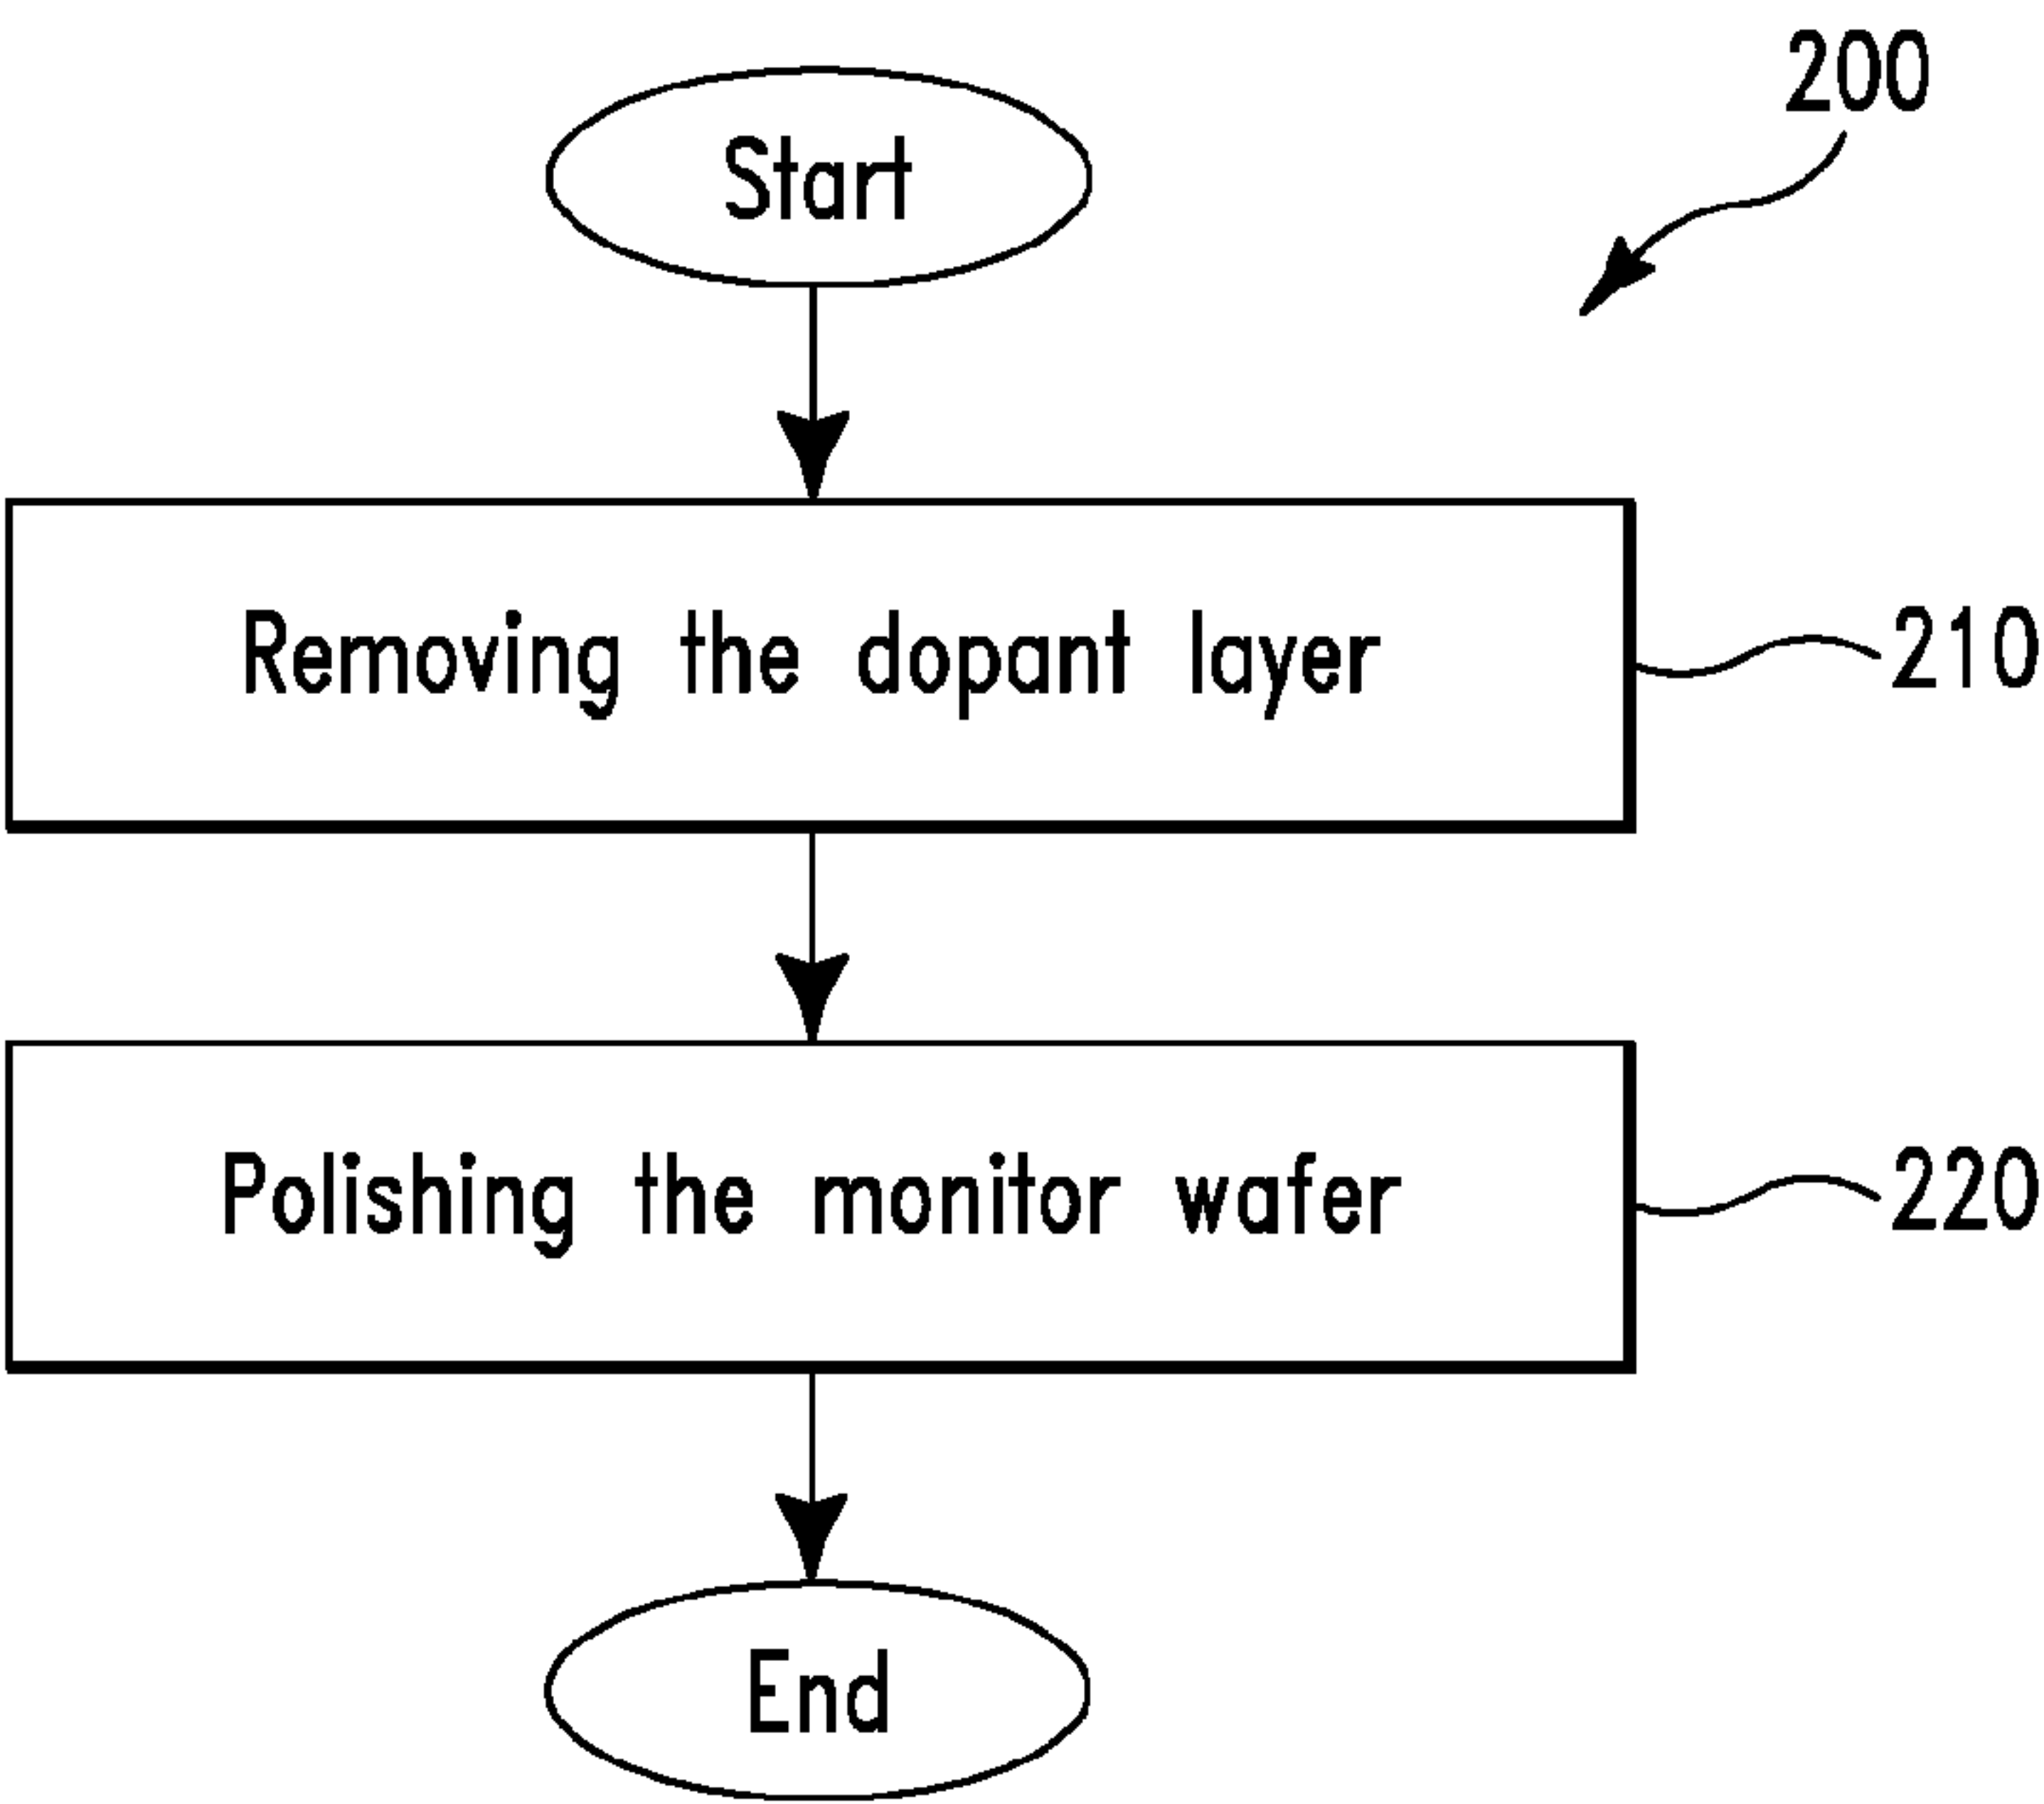 200
Start
Removing the dopant layer
210
Polishing the monitor wafer
220
End